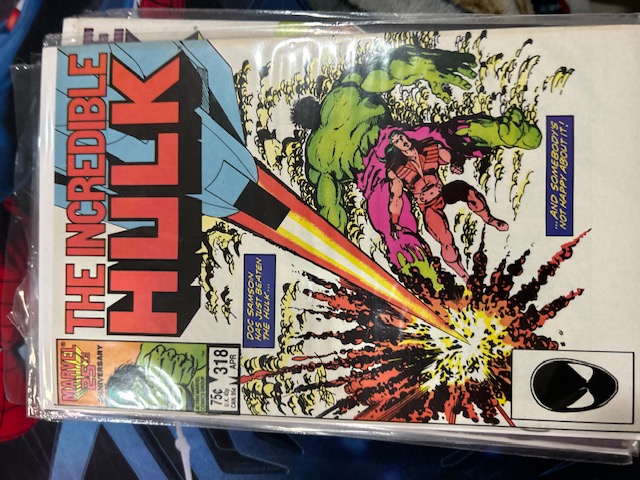 MARVEL
25TH
ANNIVERSARY
THE INCREDIBLE
HULK
75¢
318
APR
DOC SAMSON
HAS JUST BEATEN
THE HULK...
...AND SOMEBODY'S
NOT HAPPY ABOUT IT!